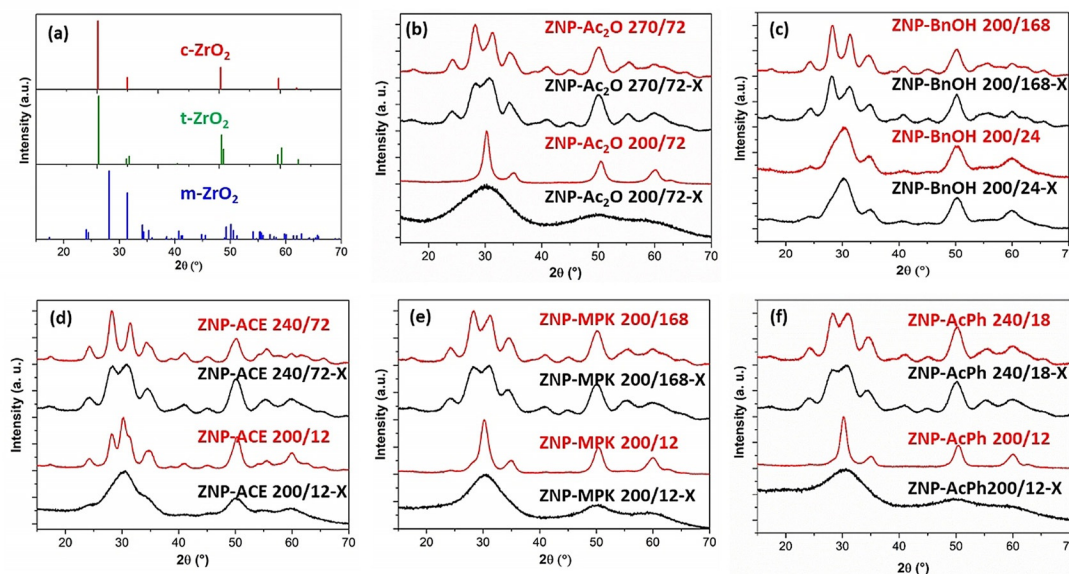 (a)
c-ZrO₂
t-ZrO₂
m-ZrO₂
Intensity (a.u.)
20 30 40 50 60 70
2θ (°)
(b)
ZNP-Ac₂O 270/72
ZNP-Ac₂O 270/72-X
ZNP-Ac₂O 200/72
ZNP-Ac₂O 200/72-X
Intensity (a. u.)
20 30 40 50 60 70
2θ (°)
(c)
ZNP-BnOH 200/168
ZNP-BnOH 200/168-X
ZNP-BnOH 200/24
ZNP-BnOH 200/24-X
Intensity (a. u.)
20 30 40 50 60 70
2θ (°)
(d)
ZNP-ACE 240/72
ZNP-ACE 240/72-X
ZNP-ACE 200/12
ZNP-ACE 200/12-X
Intensity (a. u.)
20 30 40 50 60 70
2θ (°)
(e)
ZNP-MPK 200/168
ZNP-MPK 200/168-X
ZNP-MPK 200/12
ZNP-MPK 200/12-X
Intensity (a. u.)
20 30 40 50 60 70
2θ (°)
(f)
ZNP-AcPh 240/18
ZNP-AcPh 240/18-X
ZNP-AcPh 200/12
ZNP-AcPh200/12-X
Intensity (a. u.)
20 30 40 50 60 70
2θ (°)